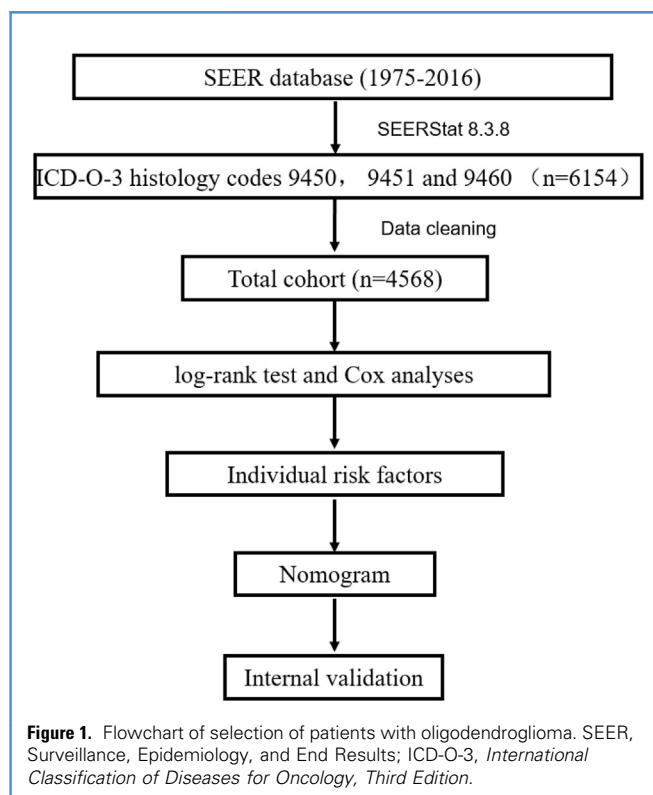 SEER database (1975-2016)
SEERStat 8.3.8
ICD-O-3 histology codes 9450， 9451 and 9460 （n=6154）
Data cleaning
Total cohort (n=4568)
log-rank test and Cox analyses
Individual risk factors
Nomogram
Internal validation
Figure 1. Flowchart of selection of patients with oligodendroglioma. SEER,
Surveillance, Epidemiology, and End Results; ICD-O-3, International
Classification of Diseases for Oncology, Third Edition.